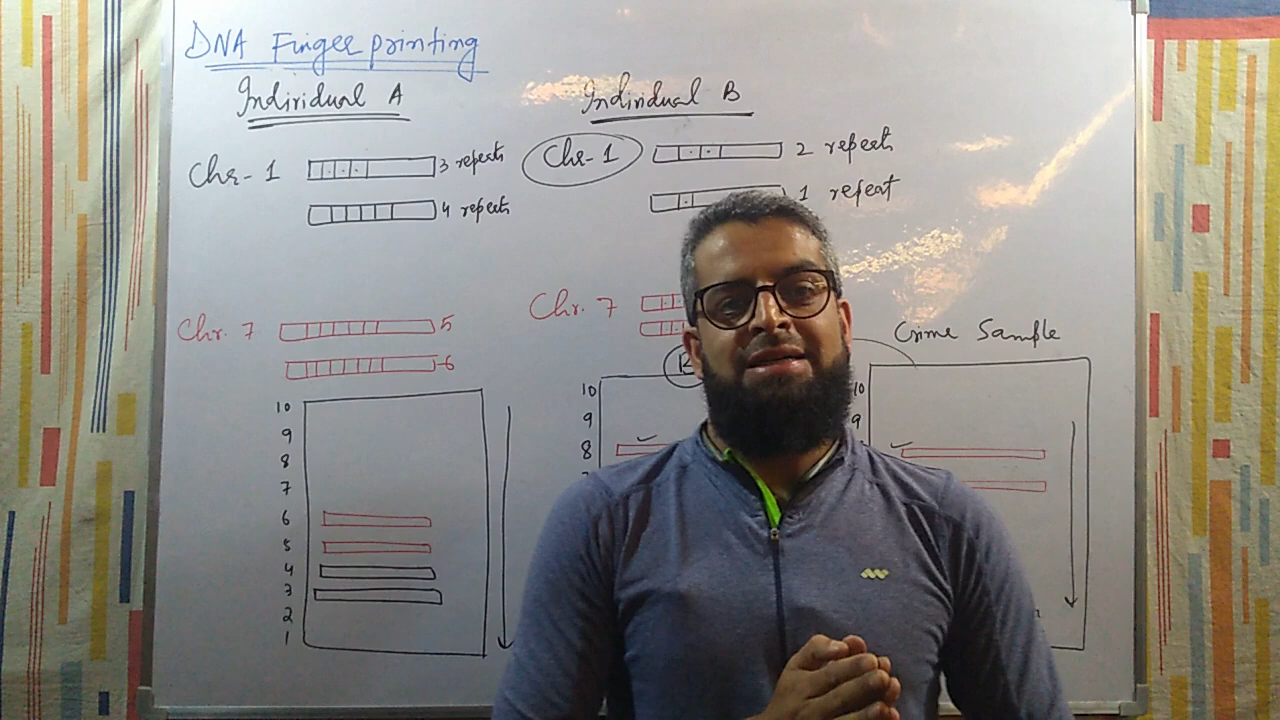 DNA Finger printing
Individual A
Individual B
Chr-1
3 repeats
4 repeats
Chr-1
2 repeats
1 repeat
Chr. 7
5
6
Chr. 7
Crime Sample
10
9
8
7
6
5
4
3
2
1
10
9
8
10
9